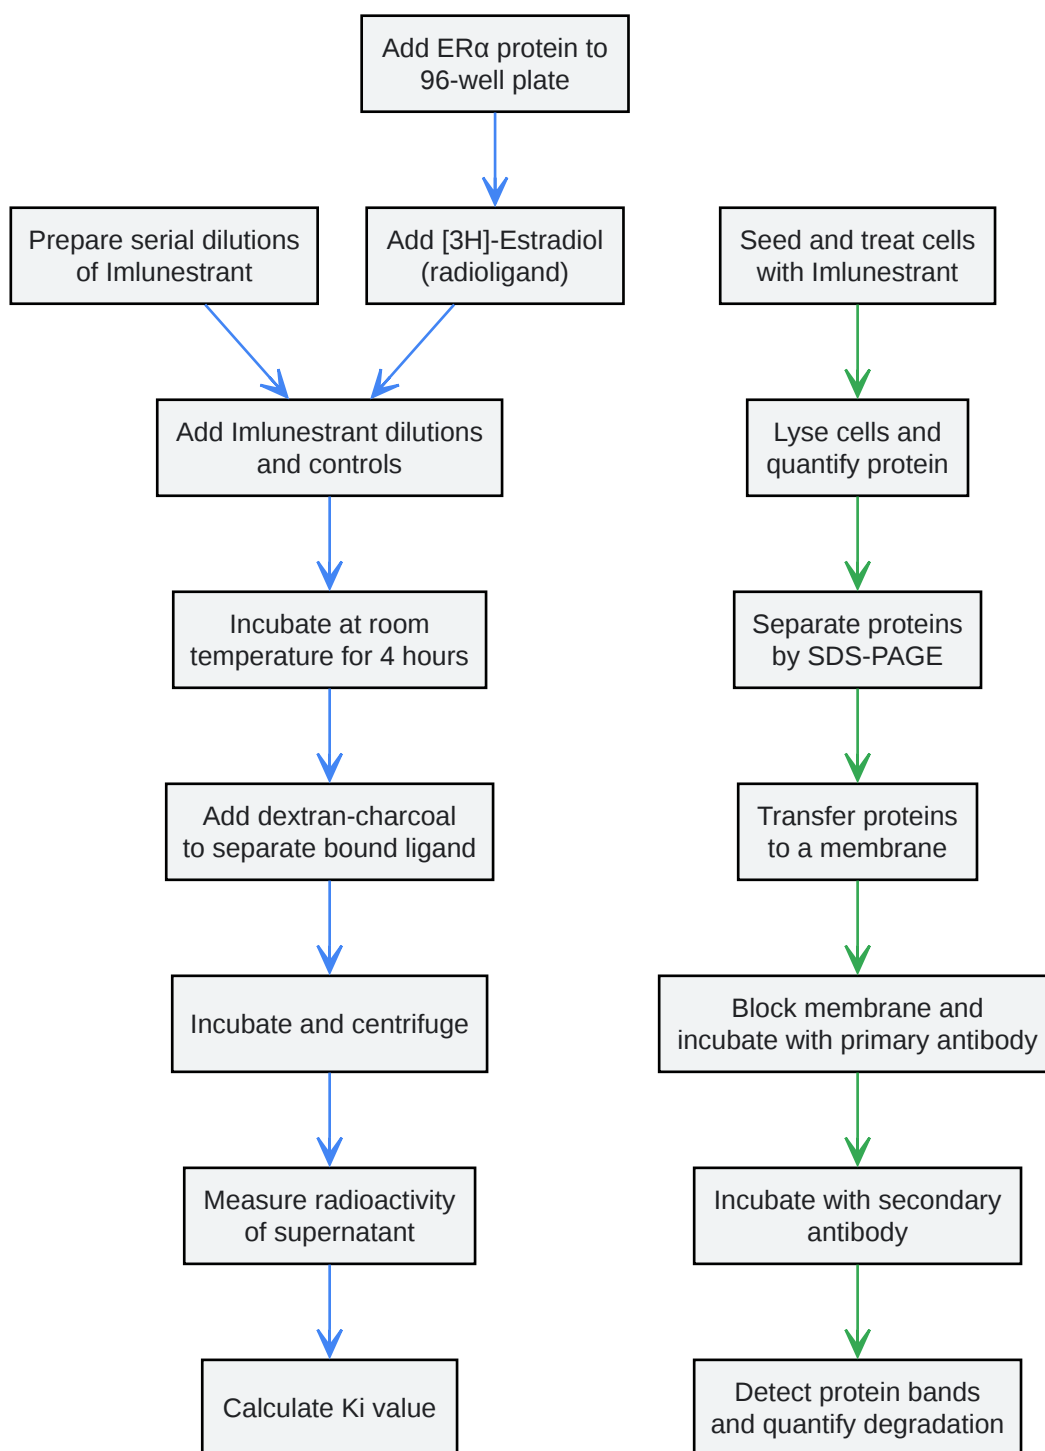 Add ERα protein to
96-well plate
Prepare serial dilutions
of Imlunestrant
Add [3H]-Estradiol
(radioligand)
Seed and treat cells
with Imlunestrant
Add Imlunestrant dilutions
and controls
Lyse cells and
quantify protein
Incubate at room
temperature for 4 hours
Separate proteins
by SDS-PAGE
Add dextran-charcoal
to separate bound ligand
Transfer proteins
to a membrane
Incubate and centrifuge
Block membrane and
incubate with primary antibody
Measure radioactivity
of supernatant
Incubate with secondary
antibody
Calculate Ki value
Detect protein bands
and quantify degradation